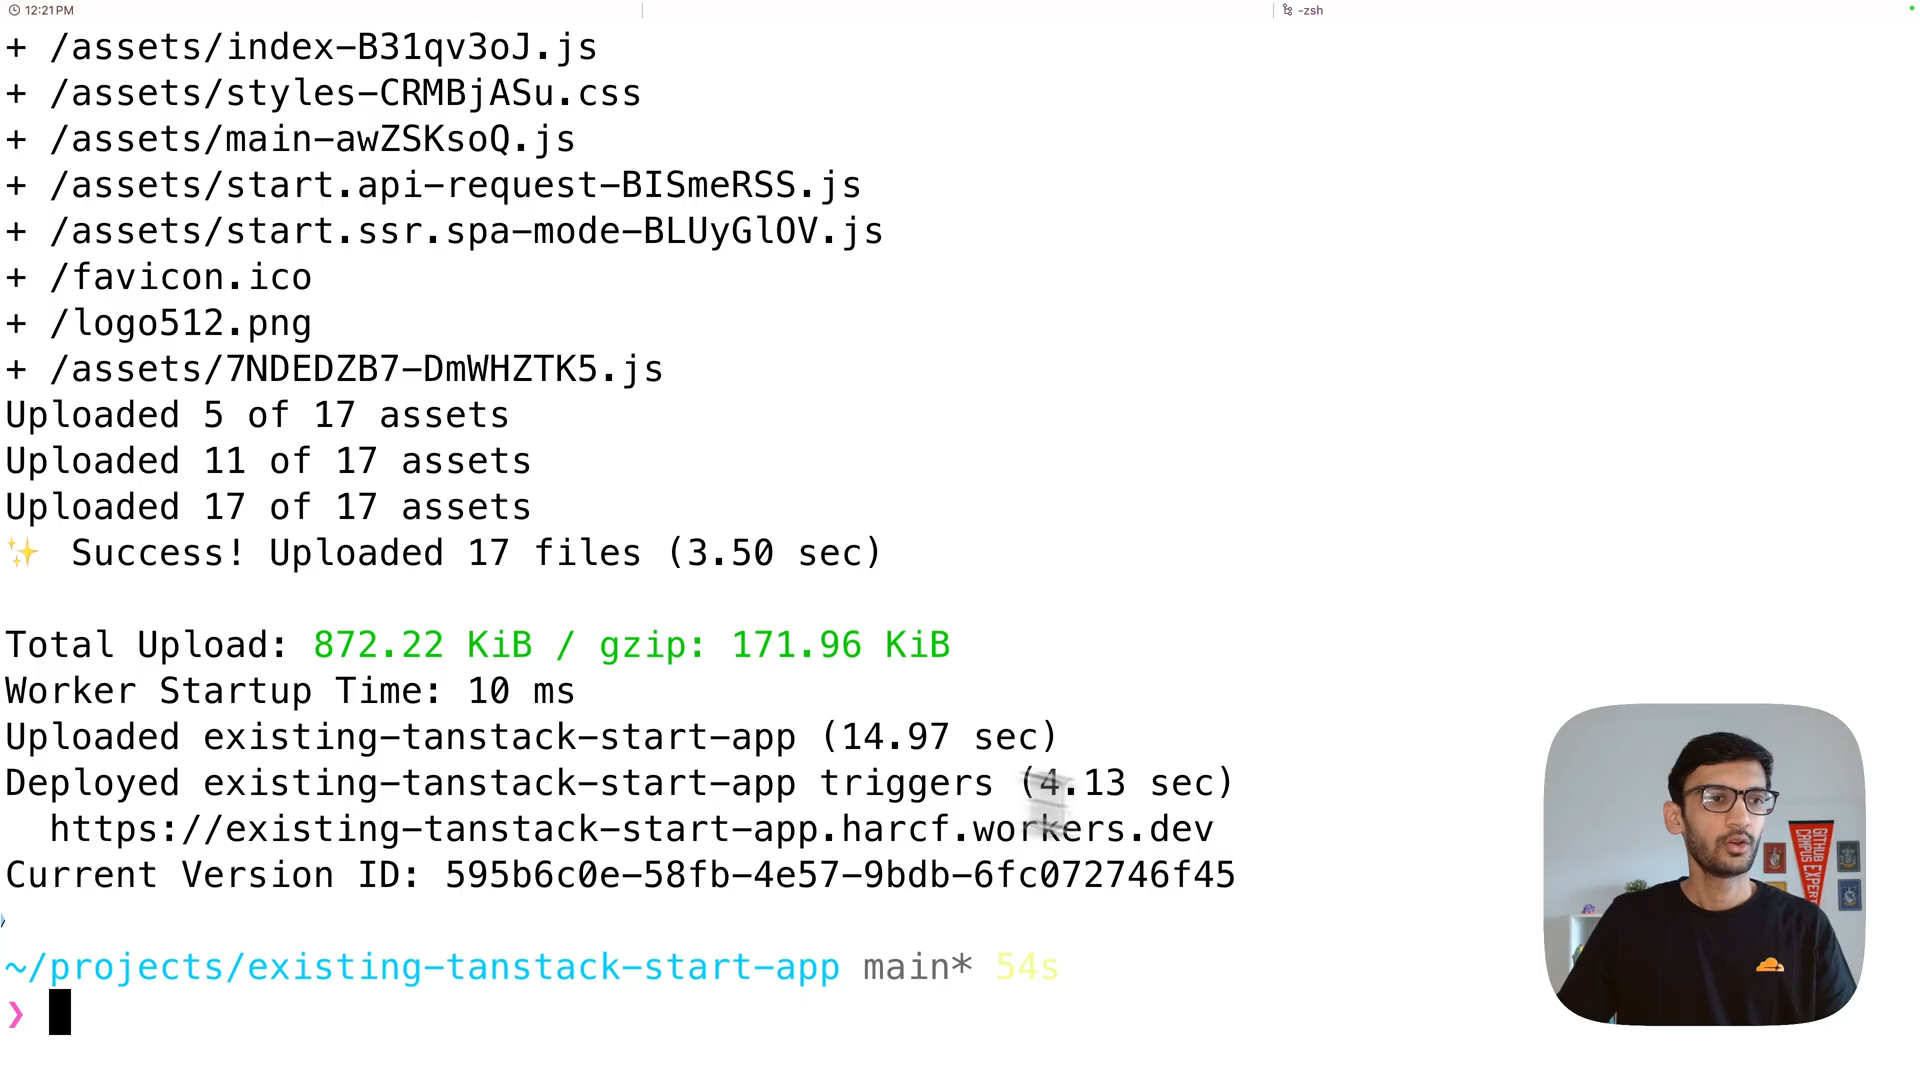 12:21PM
-zsh
+ /assets/index-B31qv3oJ.js
+ /assets/styles-CRMBjASu.css
+ /assets/main-awZSKsoQ.js
+ /assets/start.api-request-BISmeRSS.js
+ /assets/start.ssr.spa-mode-BLUyGlOV.js
+ /favicon.ico
+ /logo512.png
+ /assets/7NDEDZB7-DmWHZTK5.js
Uploaded 5 of 17 assets
Uploaded 11 of 17 assets
Uploaded 17 of 17 assets
✨ Success! Uploaded 17 files (3.50 sec)
Total Upload: 872.22 KiB / gzip: 171.96 KiB
Worker Startup Time: 10 ms
Uploaded existing-tanstack-start-app (14.97 sec)
Deployed existing-tanstack-start-app triggers (4.13 sec)
https://existing-tanstack-start-app.harcf.workers.dev
Current Version ID: 595b6c0e-58fb-4e57-9bdb-6fc072746f45
~/projects/existing-tanstack-start-app main* 54s
❯
GITHUB
CAMPUS EXPERT